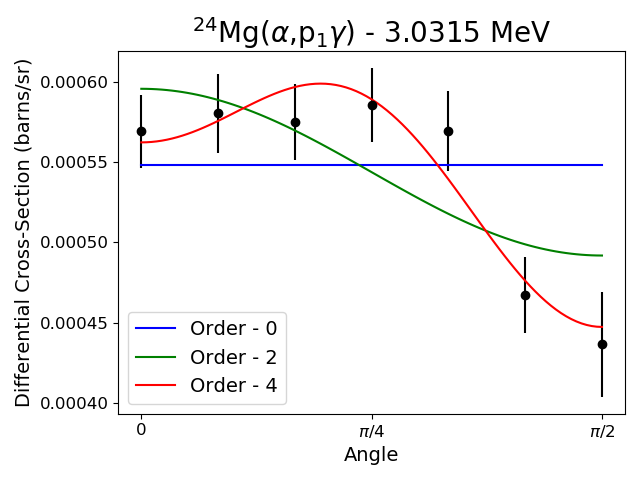 ²⁴Mg(α,p₁γ) - 3.0315 MeV
Differential Cross-Section (barns/sr)
0.00060
0.00055
0.00050
0.00045
0.00040
Order - 0
Order - 2
Order - 4
0
π/4
π/2
Angle